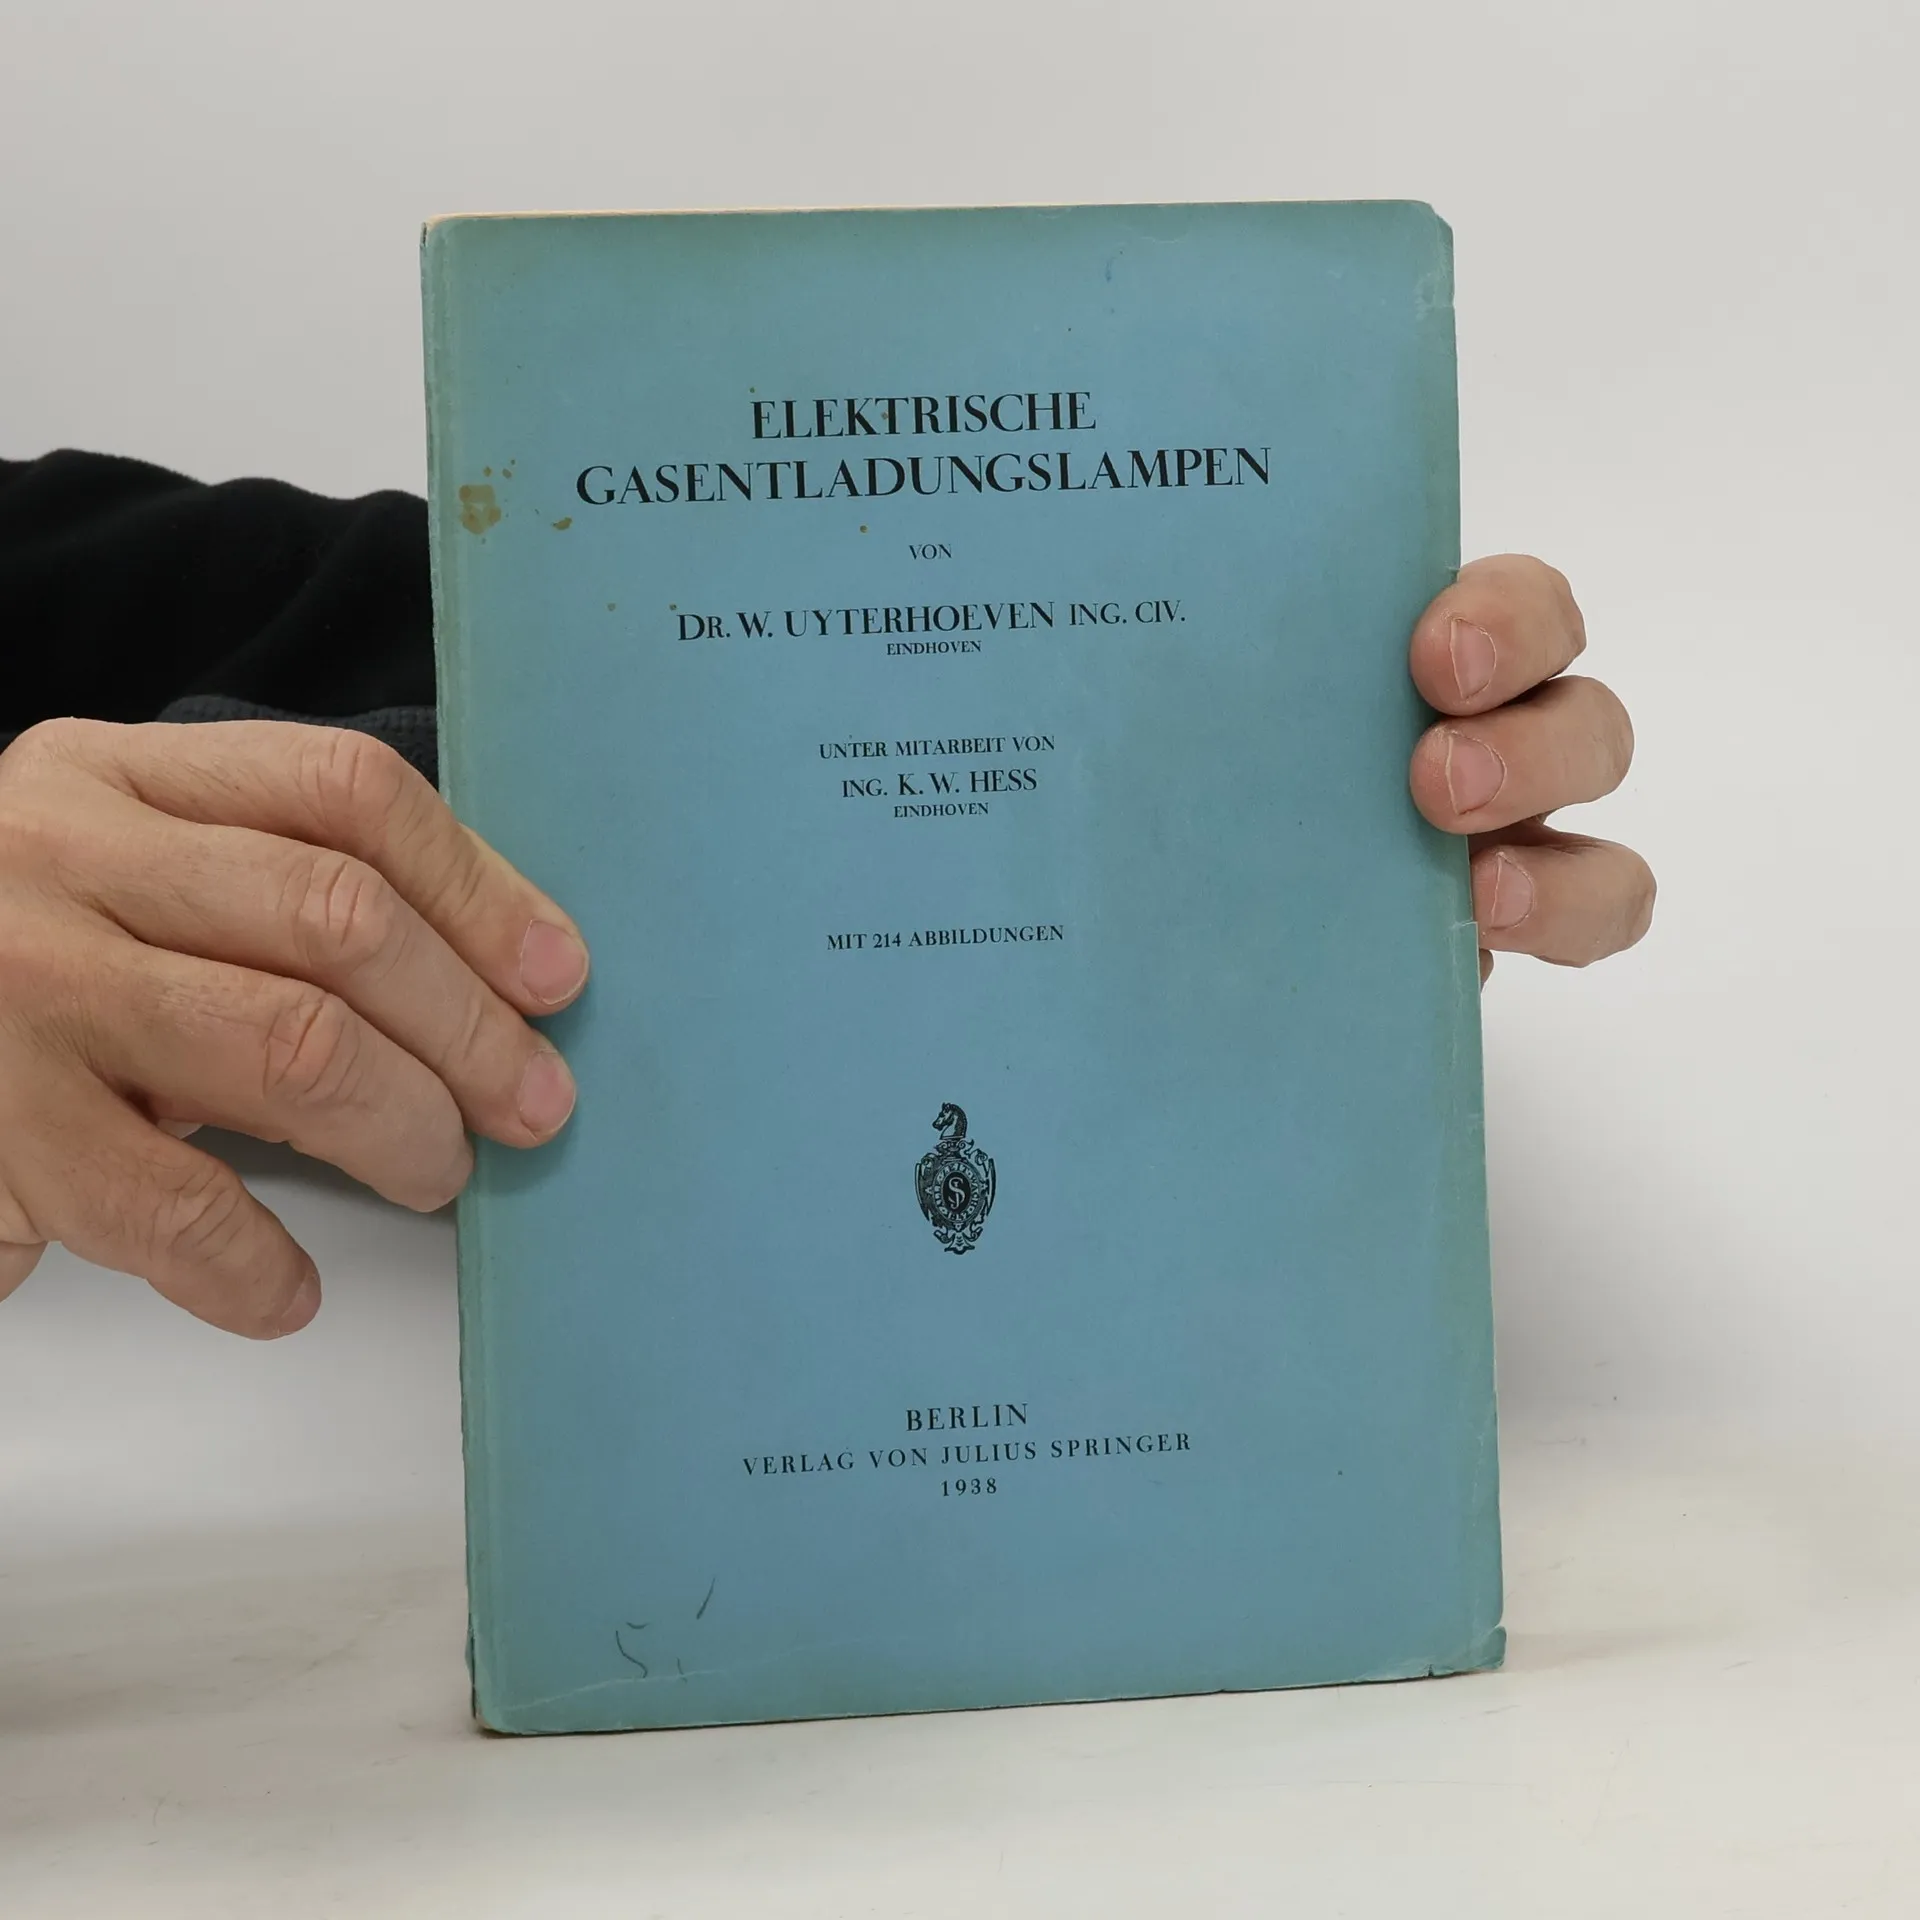 ELEKTRISCHE
GASENTLADUNGSLAMPEN
VON
DR. W. UYTERHOEVEN ING. CIV.
EINDHOVEN
UNTER MITARBEIT VON
ING. K. W. HESS
EINDHOVEN
MIT 214 ABBILDUNGEN
BERLIN
VERLAG VON JULIUS SPRINGER
1938